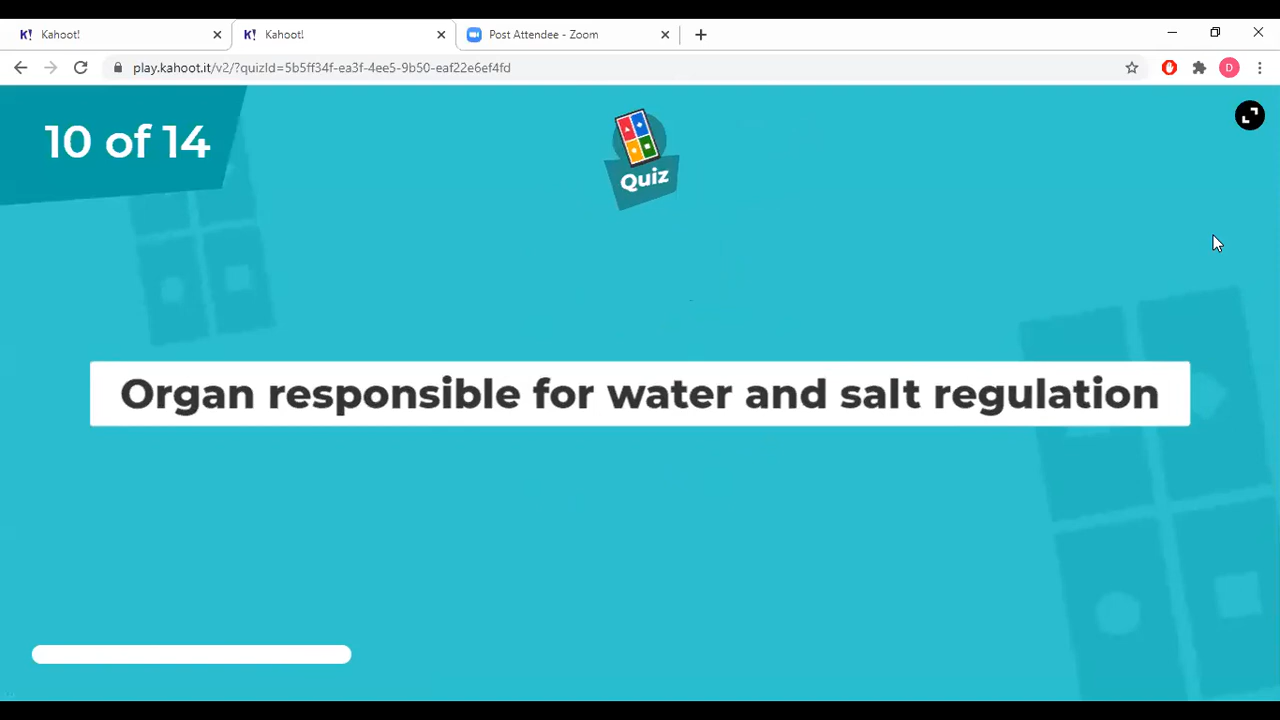 Kahoot!
Kahoot!
Post Attendee - Zoom
play.kahoot.it/v2/?quizId=5b5ff34f-ea3f-4ee5-9b50-eaf22e6ef4fd
D
10 of 14
Quiz
Organ responsible for water and salt regulation